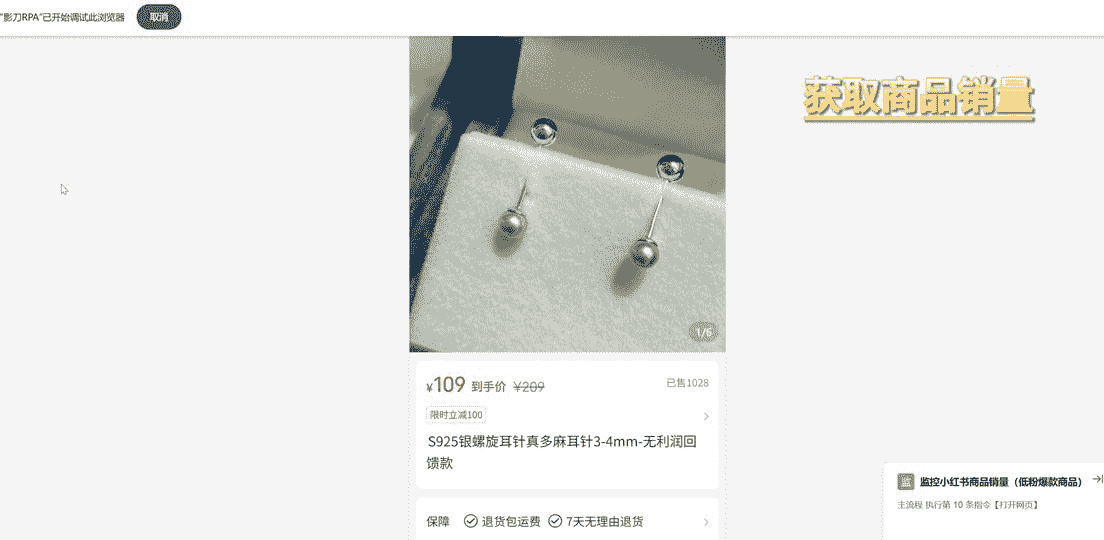 "影刀RPA"已开始调试此浏览器
取消
获取商品销量
1/6
¥109 到手价 ¥209
已售1028
限时立减100
S925银螺旋耳针真多麻耳针3-4mm-无利润回
馈款
保障 退货包运费 7天无理由退货
监 监控小红书商品销量（低粉爆款商品）
主流程 执行第 10 条指令【打开网页】